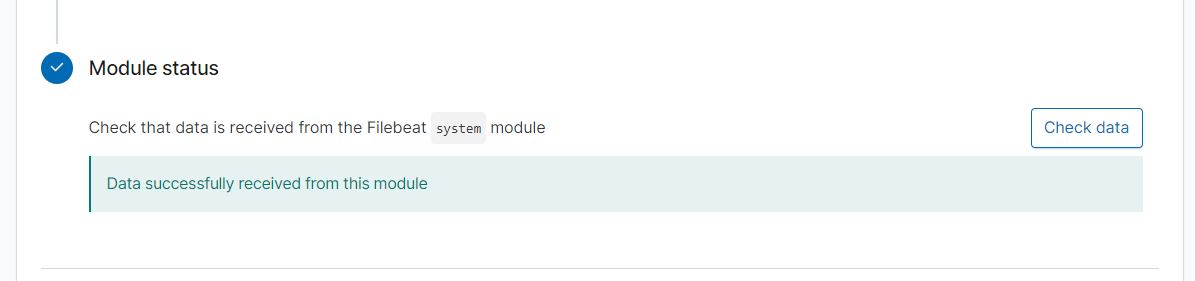 Module status
Check that data is received from the Filebeat system module
Check data
Data successfully received from this module